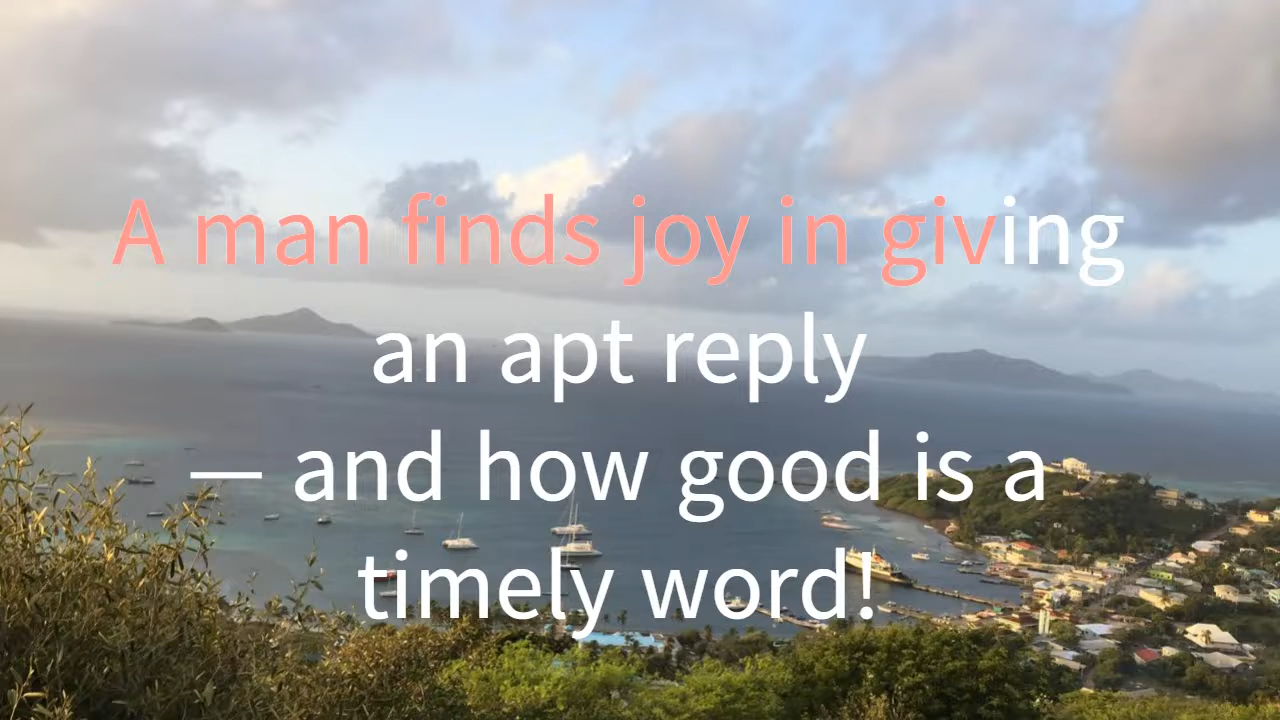 A man finds joy in giving
an apt reply
— and how good is a
timely word!